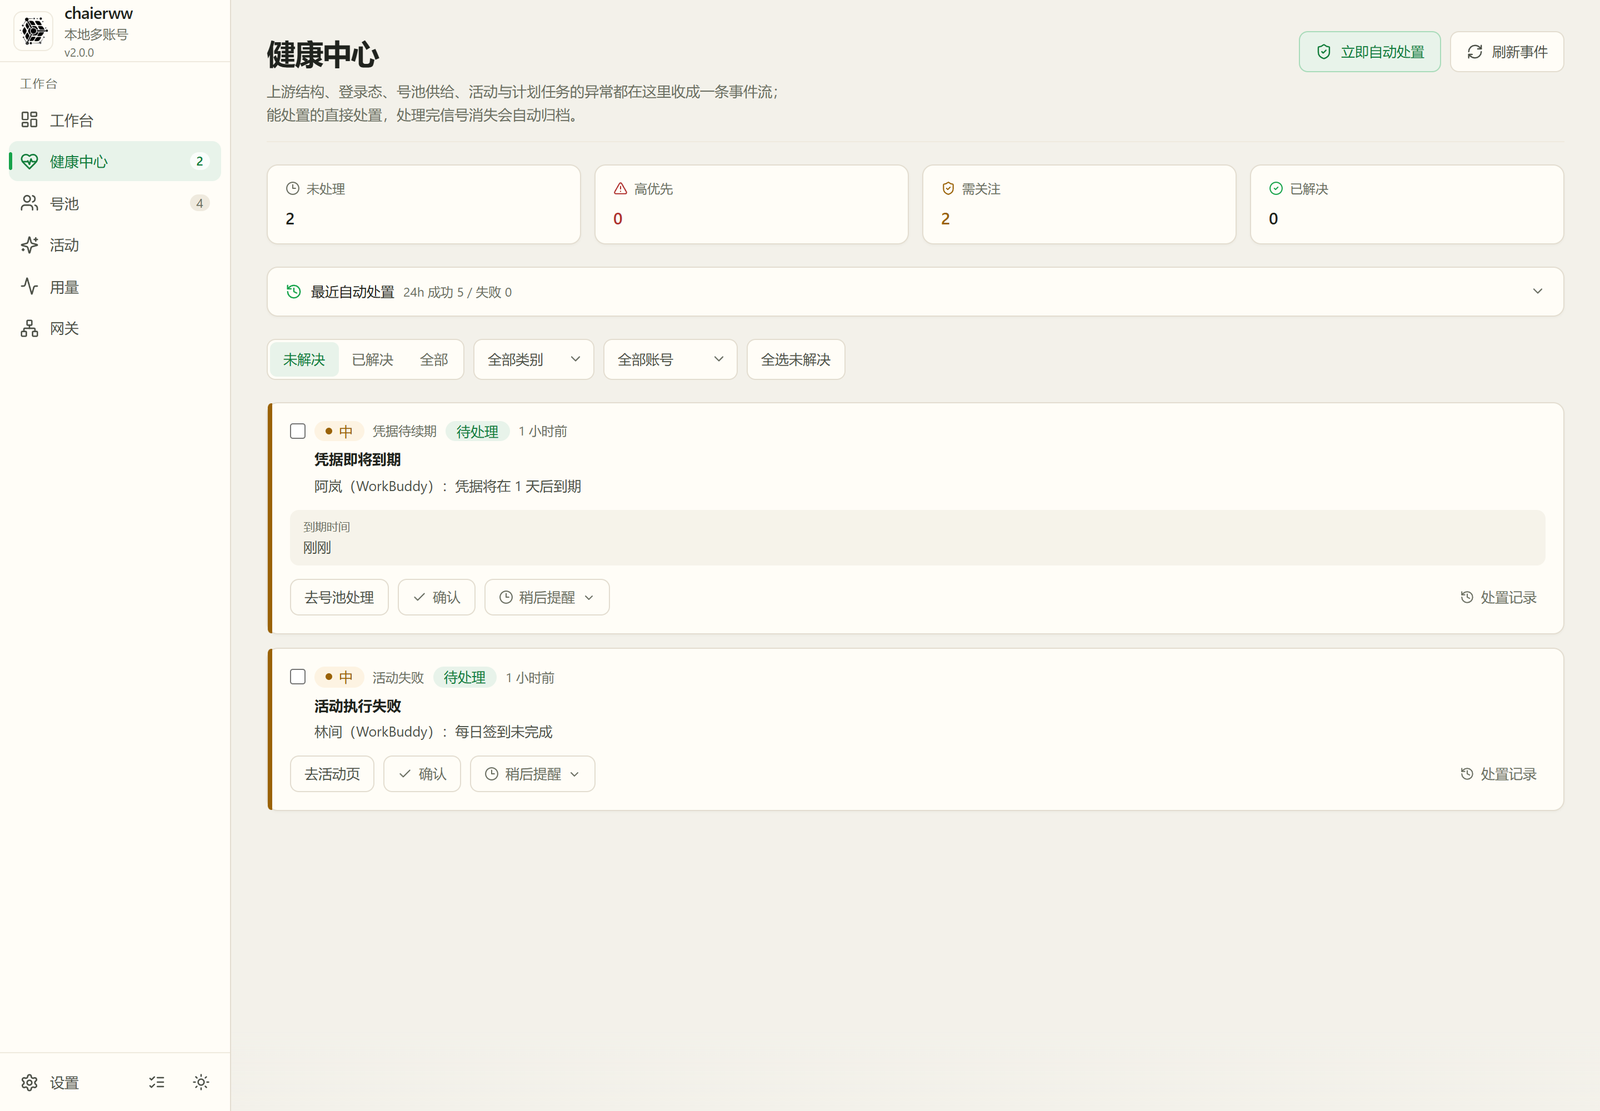 chaierww
本地多账号
v2.0.0
工作台
工作台
健康中心 2
号池 4
活动
用量
网关
设置
健康中心
上游结构、登录态、号池供给、活动与计划任务的异常都在这里收成一条事件流；
能处置的直接处置，处理完信号消失会自动归档。
立即自动处置
刷新事件
未处理
2
高优先
0
需关注
2
已解决
0
最近自动处置 24h 成功 5 / 失败 0
未解决 已解决 全部 全部类别 全部账号 全选未解决
中 凭据待续期 待处理 1 小时前
凭据即将到期
阿岚（WorkBuddy）：凭据将在 1 天后到期
到期时间
刚刚
去号池处理 确认 稍后提醒 处置记录
中 活动失败 待处理 1 小时前
活动执行失败
林间（WorkBuddy）：每日签到未完成
去活动页 确认 稍后提醒 处置记录